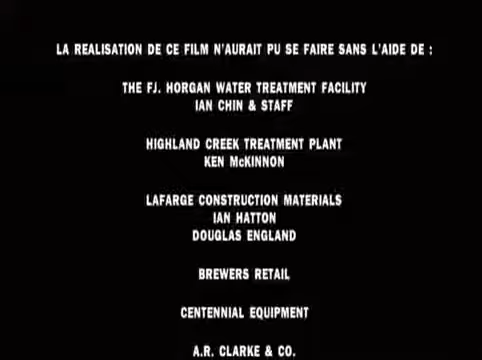 LA REALISATION DE CE FILM N'AURAIT PU SE FAIRE SANS L'AIDE DE :
THE FJ. HORGAN WATER TREATMENT FACILITY
IAN CHIN & STAFF
HIGHLAND CREEK TREATMENT PLANT
KEN McKINNON
LAFARGE CONSTRUCTION MATERIALS
IAN HATTON
DOUGLAS ENGLAND
BREWERS RETAIL
CENTENNIAL EQUIPMENT
A.R. CLARKE & CO.